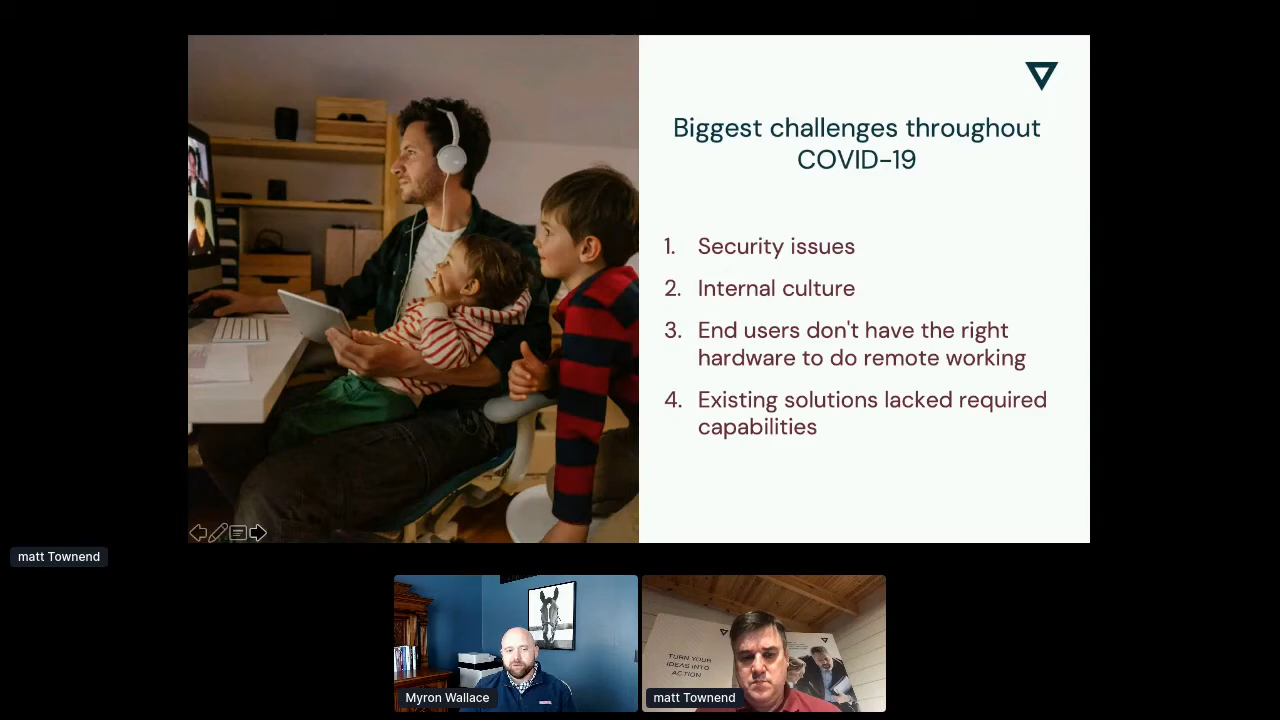 Biggest challenges throughout
COVID-19
1. Security issues
2. Internal culture
3. End users don't have the right
hardware to do remote working
4. Existing solutions lacked required
capabilities
matt Townend
Myron Wallace
TURN YOUR
IDEAS INTO
ACTION
matt Townend